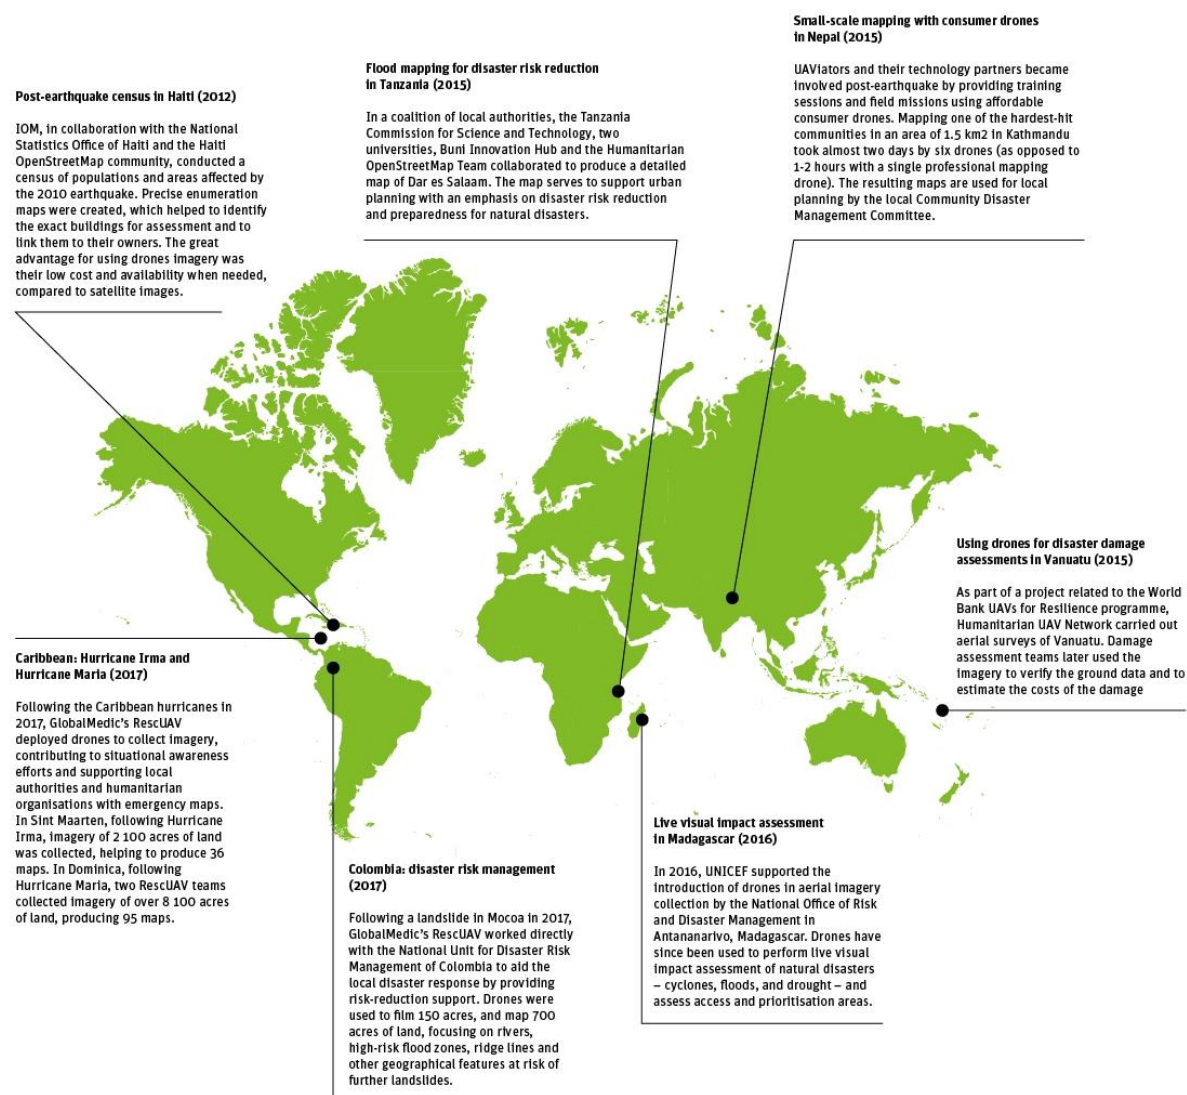 Small-scale mapping with consumer drones
in Nepal (2015)
UAViators and their technology partners became
involved post-earthquake by providing training
sessions and field missions using affordable
consumer drones. Mapping one of the hardest-hit
communities in an area of 1.5 km2 in Kathmandu
took almost two days by six drones (as opposed to
1-2 hours with a single professional mapping
drone). The resulting maps are used for local
planning by the local Community Disaster
Management Committee.
Flood mapping for disaster risk reduction
in Tanzania (2015)
In a coalition of local authorities, the Tanzania
Commission for Science and Technology, two
universities, Buni Innovation Hub and the Humanitarian
OpenStreetMap Team collaborated to produce a detailed
map of Dar es Salaam. The map serves to support urban
planning with an emphasis on disaster risk reduction
and preparedness for natural disasters.
Post-earthquake census in Haiti (2012)
IOM, in collaboration with the National
Statistics Office of Haiti and the Haiti
OpenStreetMap community, conducted a
census of populations and areas affected by
the 2010 earthquake. Precise enumeration
maps were created, which helped to identify
the exact buildings for assessment and to
link them to their owners. The great
advantage for using drones imagery was
their low cost and availability when needed,
compared to satellite images.
Using drones for disaster damage
assessments in Vanuatu (2015)
As part of a project related to the World
Bank UAVs for Resilience programme,
Humanitarian UAV Network carried out
aerial surveys of Vanuatu. Damage
assessment teams later used the
imagery to verify the ground data and to
estimate the costs of the damage
Caribbean: Hurricane Irma and
Hurricane Maria (2017)
Following the Caribbean hurricanes in
2017, GlobalMedic's RescUAV
deployed drones to collect imagery,
contributing to situational awareness
efforts and supporting local
authorities and humanitarian
organisations with emergency maps.
In Sint Maarten, following Hurricane
Irma, imagery of 2 100 acres of land
was collected, helping to produce 36
maps. In Dominica, following
Hurricane Maria, two RescUAV teams
collected imagery of over 8 100 acres
of land, producing 95 maps.
Colombia: disaster risk management
(2017)
Following a landslide in Mocoa in 2017,
GlobalMedic's RescUAV worked directly
with the National Unit for Disaster Risk
Management of Colombia to aid the
local disaster response by providing
risk-reduction support. Drones were
used to film 150 acres, and map 700
acres of land, focusing on rivers,
high-risk flood zones, ridge lines and
other geographical features at risk of
further landslides.
Live visual impact assessment
in Madagascar (2016)
In 2016, UNICEF supported the
introduction of drones in aerial imagery
collection by the National Office of Risk
and Disaster Management in
Antananarivo, Madagascar. Drones have
since been used to perform live visual
impact assessment of natural disasters
– cyclones, floods, and drought – and
assess access and prioritisation areas.